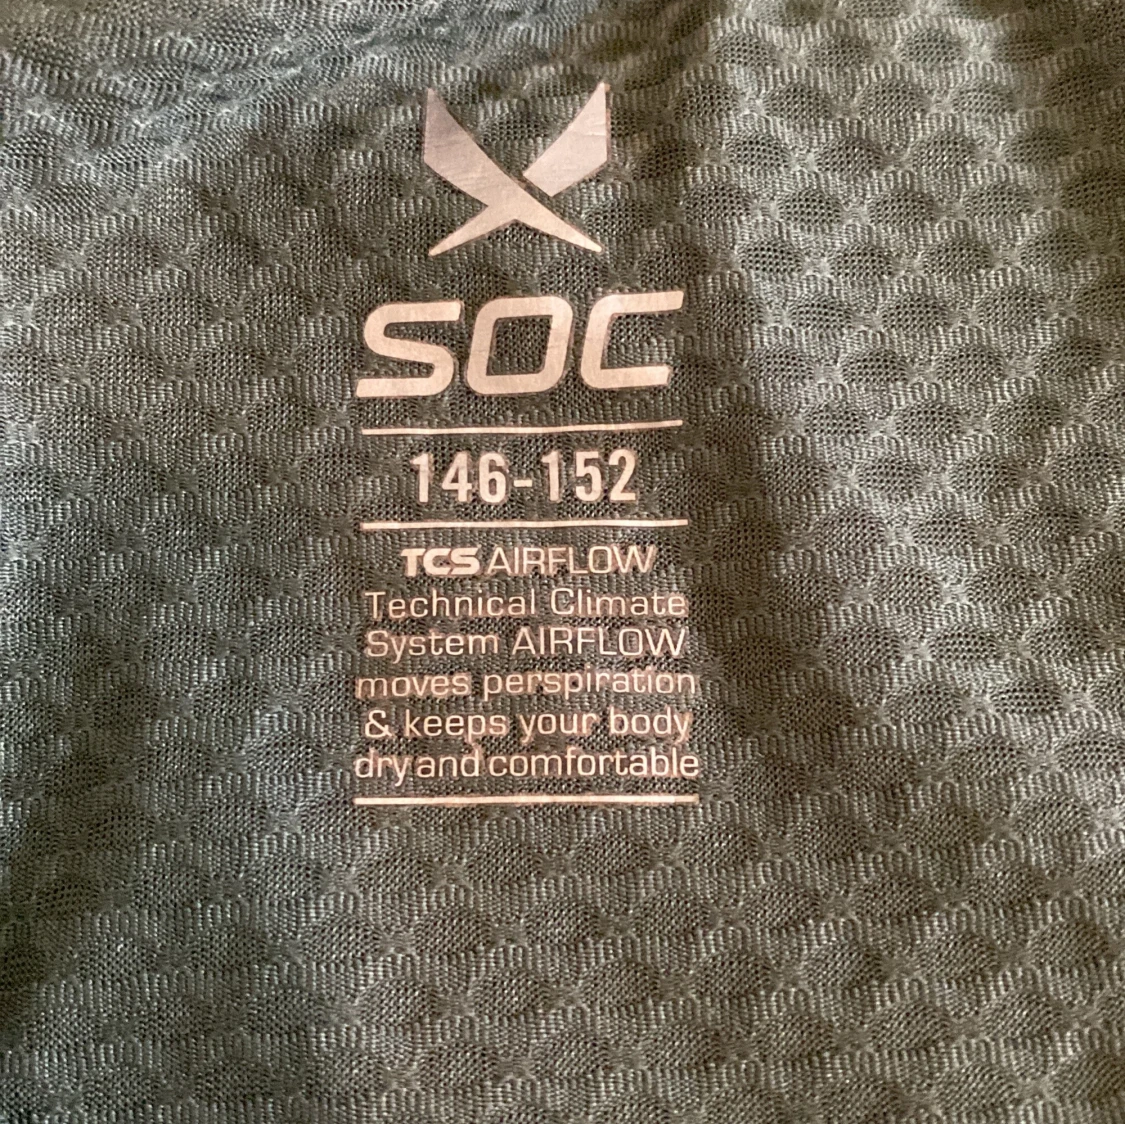 SOC
146-152
TCS AIRFLOW
Technical Climate
System AIRFLOW
moves perspiration
& keeps your body
dry and comfortable